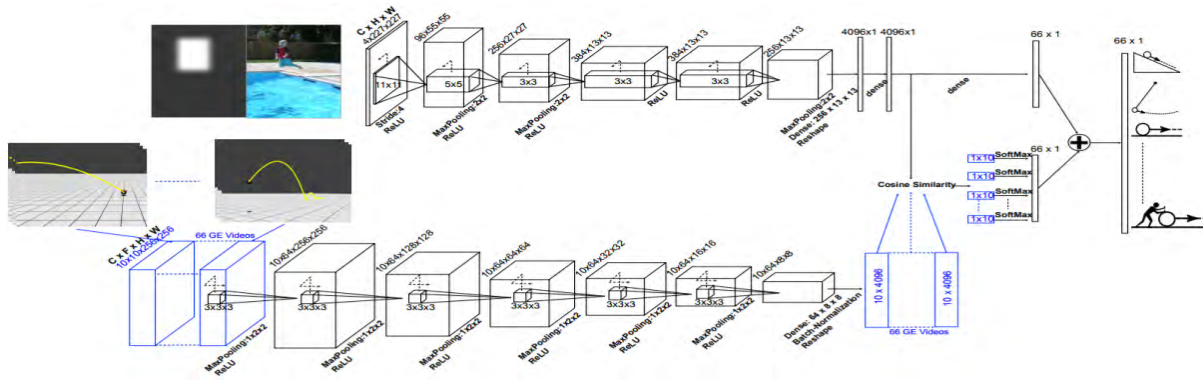 C x H x W
4x227x227
96x55x55
256x27x27
384x13x13
384x13x13
256x13x13
4096x1
4096x1
66 x 1
66 x 1
11x11
5x5
3x3
3x3
3x3
Stride:4
ReLU
MaxPooling:2x2
ReLU
MaxPooling:2x2
ReLU
ReLU
ReLU
MaxPooling:2x2
Dense: 256 x 13 x 13
Reshape
dense
dense
66 x 1
1x10
SoftMax
1x10
SoftMax
1x10
SoftMax
1x10
SoftMax
Cosine Similarity
C x F x H x W
10x10x256x256
66 GE Videos
10x64x256x256
10x64x128x128
10x64x64x64
10x64x32x32
10x64x16x16
10x64x8x8
3x3x3
3x3x3
3x3x3
3x3x3
3x3x3
3x3x3
MaxPooling:1x2x2
ReLU
MaxPooling:1x2x2
ReLU
MaxPooling:1x2x2
ReLU
MaxPooling:1x2x2
ReLU
MaxPooling:1x2x2
ReLU
Dense: 64 x 8 x 8
Batch-Normalization
Reshape
10 x 4096
10 x 4096
66 GE Videos